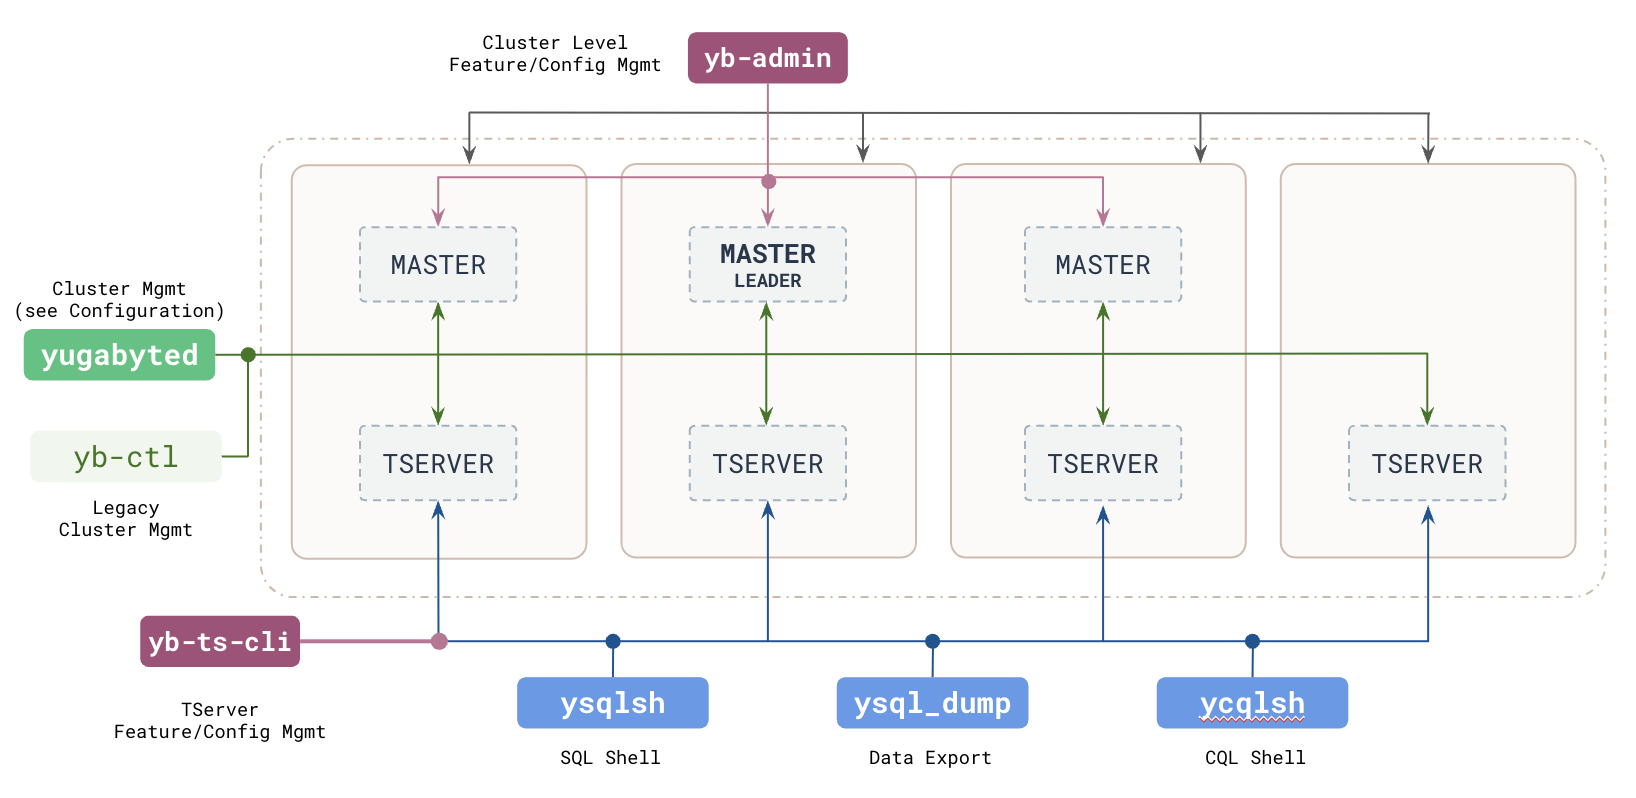 Cluster Level
Feature/Config Mgmt
yb-admin
MASTER
MASTER
LEADER
MASTER
Cluster Mgmt
(see Configuration)
yugabyted
yb-ctl
Legacy
Cluster Mgmt
TSERVER
TSERVER
TSERVER
TSERVER
yb-ts-cli
TServer
Feature/Config Mgmt
ysqlsh
SQL Shell
ysql_dump
Data Export
ycqlsh
CQL Shell